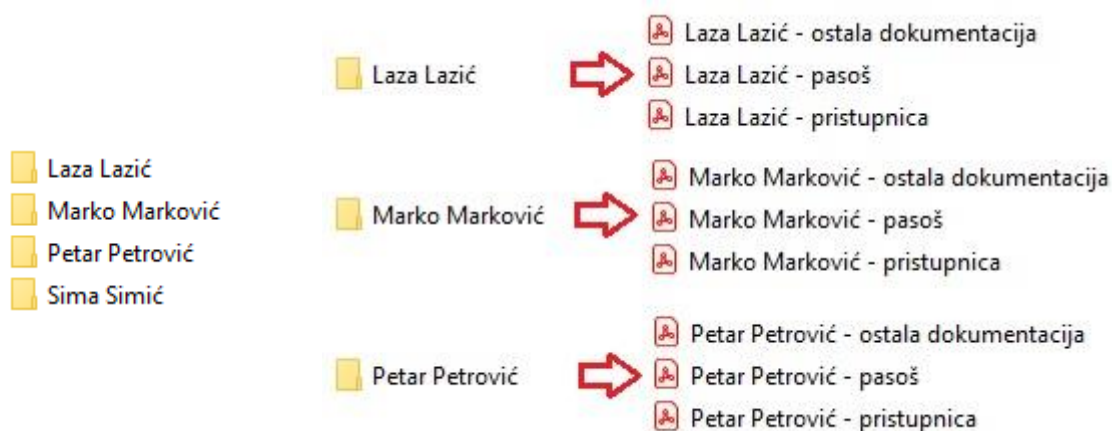 Laza Lazić
Marko Marković
Petar Petrović
Sima Simić
Laza Lazić
Laza Lazić - ostala dokumentacija
Laza Lazić - pasoš
Laza Lazić - pristupnica
Marko Marković
Marko Marković - ostala dokumentacija
Marko Marković - pasoš
Marko Marković - pristupnica
Petar Petrović
Petar Petrović - ostala dokumentacija
Petar Petrović - pasoš
Petar Petrović - pristupnica